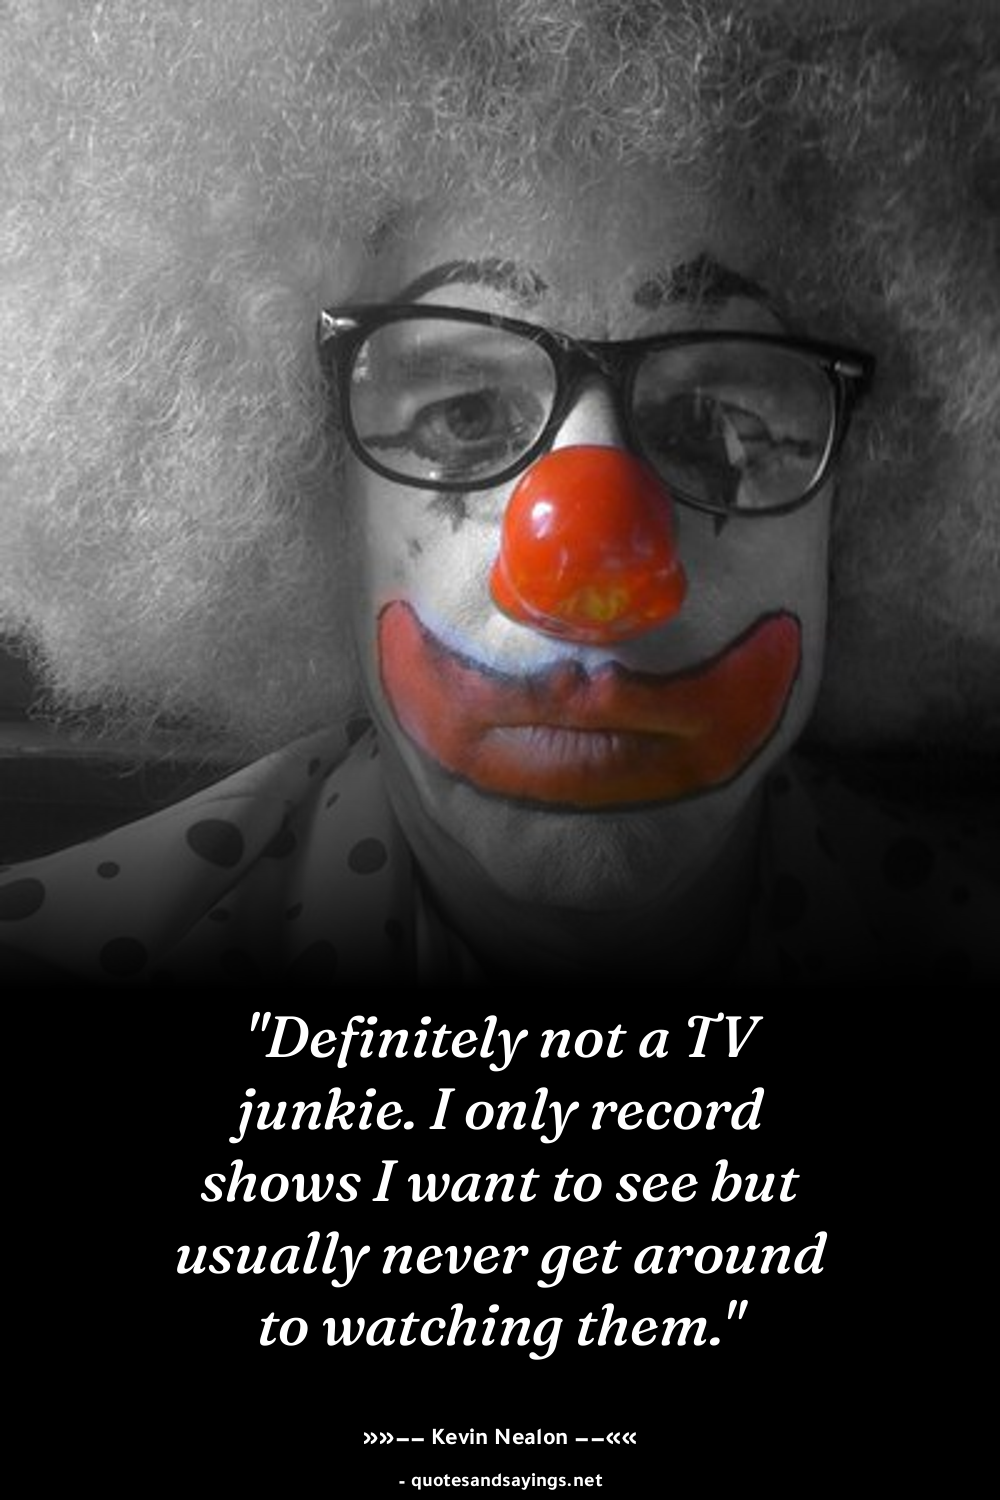 "Definitely not a TV
junkie. I only record
shows I want to see but
usually never get around
to watching them."
»»−− Kevin Nealon −−««
- quotesandsayings.net